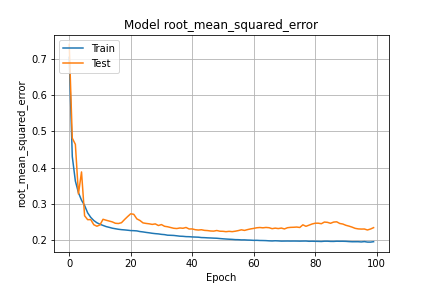 Model root_mean_squared_error
Train
Test
0.7
0.6
0.5
0.4
0.3
0.2
root_mean_squared_error
0 20 40 60 80 100
Epoch